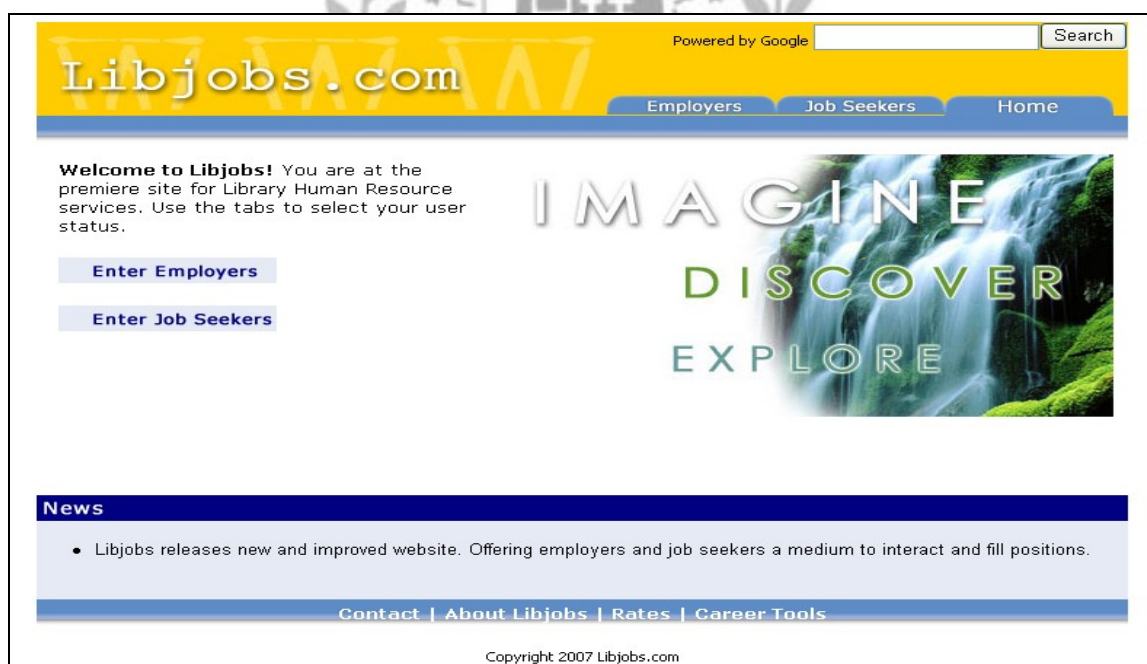 Powered by Google
Search
Libjobs.com
Employers
Job Seekers
Home
Welcome to Libjobs! You are at the
premiere site for Library Human Resource
services. Use the tabs to select your user
status.
Enter Employers
Enter Job Seekers
IMAGINE
DISCOVER
EXPLORE
News
• Libjobs releases new and improved website. Offering employers and job seekers a medium to interact and fill positions.
Contact | About Libjobs | Rates | Career Tools
Copyright 2007 Libjobs.com